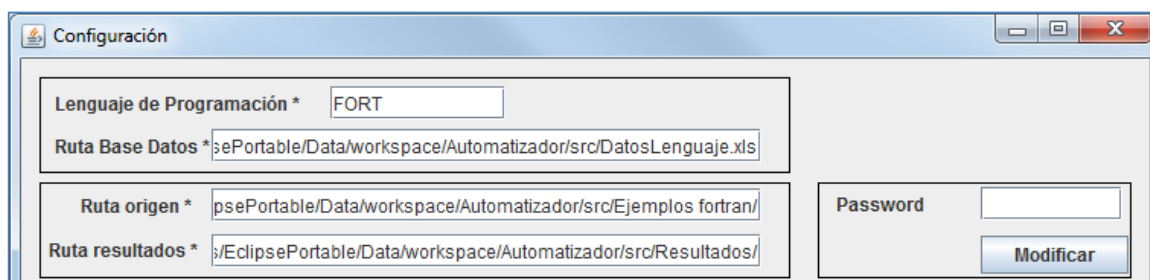 Configuración
Lenguaje de Programación * FORT
Ruta Base Datos * sePortable/Data/workspace/Automatizador/src/DatosLenguaje.xls
Ruta origen * psePortable/Data/workspace/Automatizador/src/Ejemplos fortran/
Password
Ruta resultados * s/EclipsePortable/Data/workspace/Automatizador/src/Resultados/
Modificar